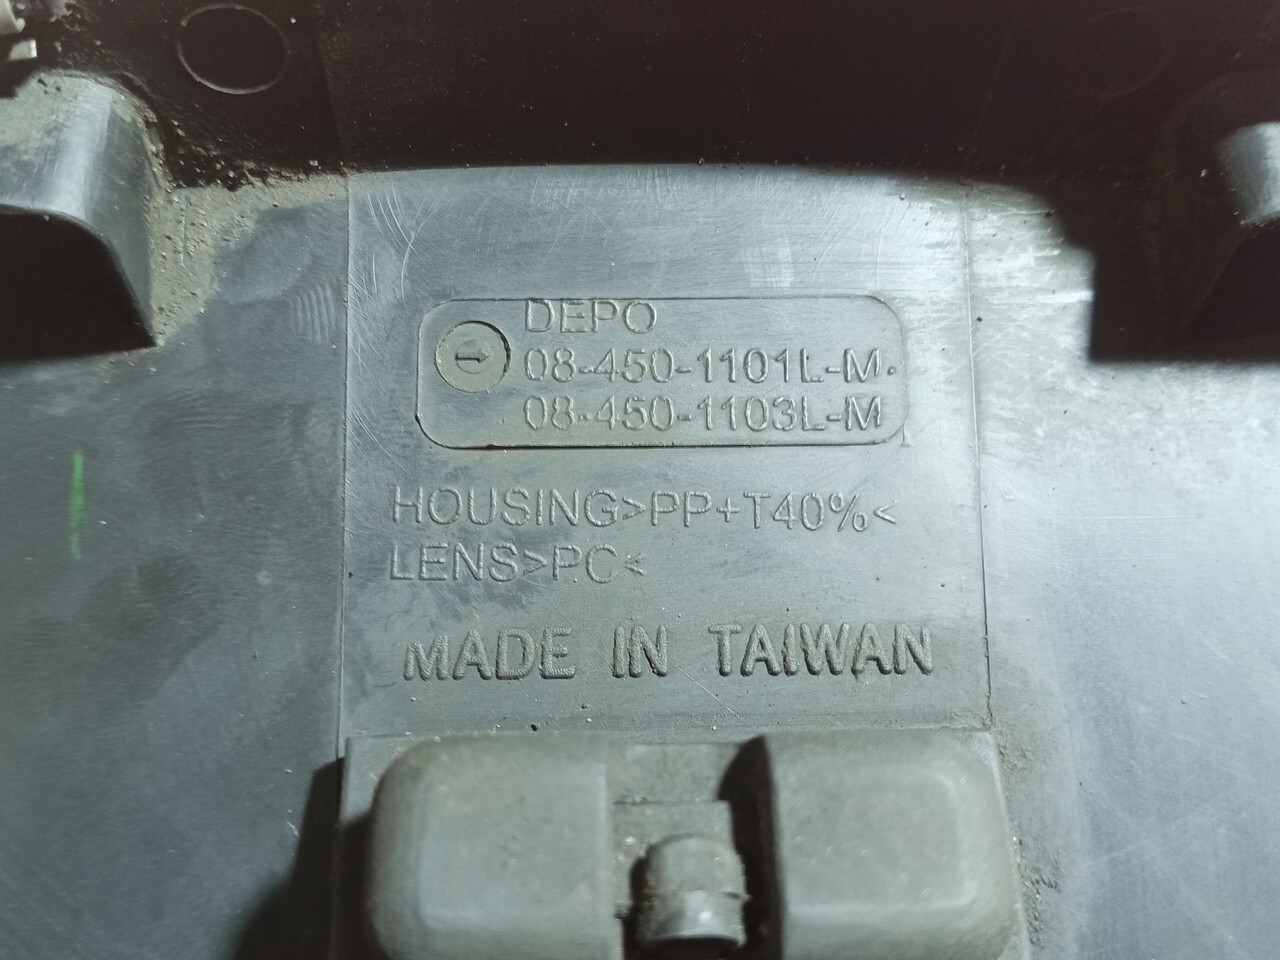 DEPO
08-450-1101L-M
08-450-1103L-M
HOUSING>PP+T40%<
LENS>PC<
MADE IN TAIWAN